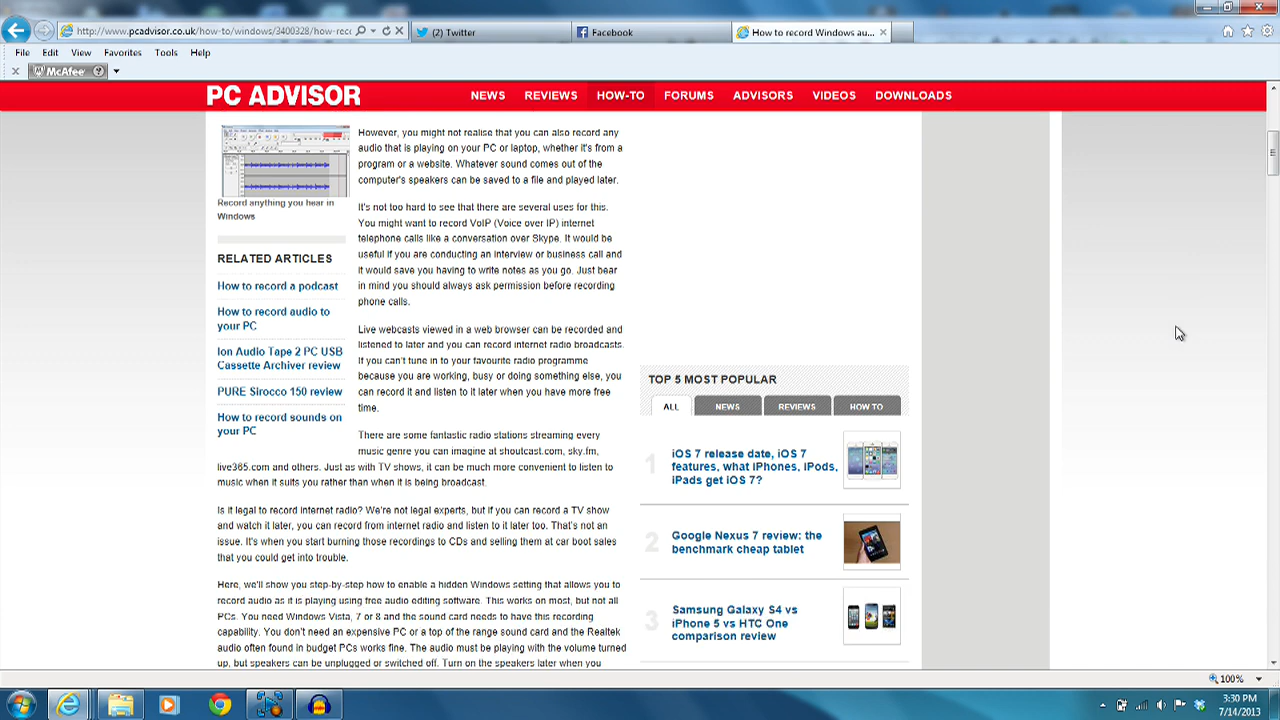 http://www.pcadvisor.co.uk/how-to/windows/3400328/how-rec
(2) Twitter
Facebook
How to record Windows au...
File Edit View Favorites Tools Help
McAfee
PC ADVISOR
NEWS REVIEWS HOW-TO FORUMS ADVISORS VIDEOS DOWNLOADS
Record anything you hear in
Windows
RELATED ARTICLES
How to record a podcast
How to record audio to
your PC
Ion Audio Tape 2 PC USB
Cassette Archiver review
PURE Sirocco 150 review
How to record sounds on
your PC
However, you might not realise that you can also record any
audio that is playing on your PC or laptop, whether it's from a
program or a website. Whatever sound comes out of the
computer's speakers can be saved to a file and played later.
It's not too hard to see that there are several uses for this.
You might want to record VoIP (Voice over IP) internet
telephone calls like a conversation over Skype. It would be
useful if you are conducting an interview or business call and
it would save you having to write notes as you go. Just bear
in mind you should always ask permission before recording
phone calls.
Live webcasts viewed in a web browser can be recorded and
listened to later and you can record internet radio broadcasts.
If you can't tune in to your favourite radio programme
because you are working, busy or doing something else, you
can record it and listen to it later when you have more free
time.
There are some fantastic radio stations streaming every
music genre you can imagine at shoutcast.com, sky.fm,
live365.com and others. Just as with TV shows, it can be much more convenient to listen to
music when it suits you rather than when it is being broadcast.
Is it legal to record internet radio? We're not legal experts, but if you can record a TV show
and watch it later, you can record from internet radio and listen to it later too. That's not an
issue. It's when you start burning those recordings to CDs and selling them at car boot sales
that you could get into trouble.
Here, we'll show you step-by-step how to enable a hidden Windows setting that allows you to
record audio as it is playing using free audio editing software. This works on most, but not all
PCs. You need Windows Vista, 7 or 8 and the sound card needs to have this recording
capability. You don't need an expensive PC or a top of the range sound card and the Realtek
audio often found in budget PCs works fine. The audio must be playing with the volume turned
up, but speakers can be unplugged or switched off. Turn on the speakers later when you
TOP 5 MOST POPULAR
ALL NEWS REVIEWS HOW TO
1
iOS 7 release date, iOS 7
features, what iPhones, iPods,
iPads get iOS 7?
2
Google Nexus 7 review: the
benchmark cheap tablet
3
Samsung Galaxy S4 vs
iPhone 5 vs HTC One
comparison review
100%
3:30 PM
7/14/2013